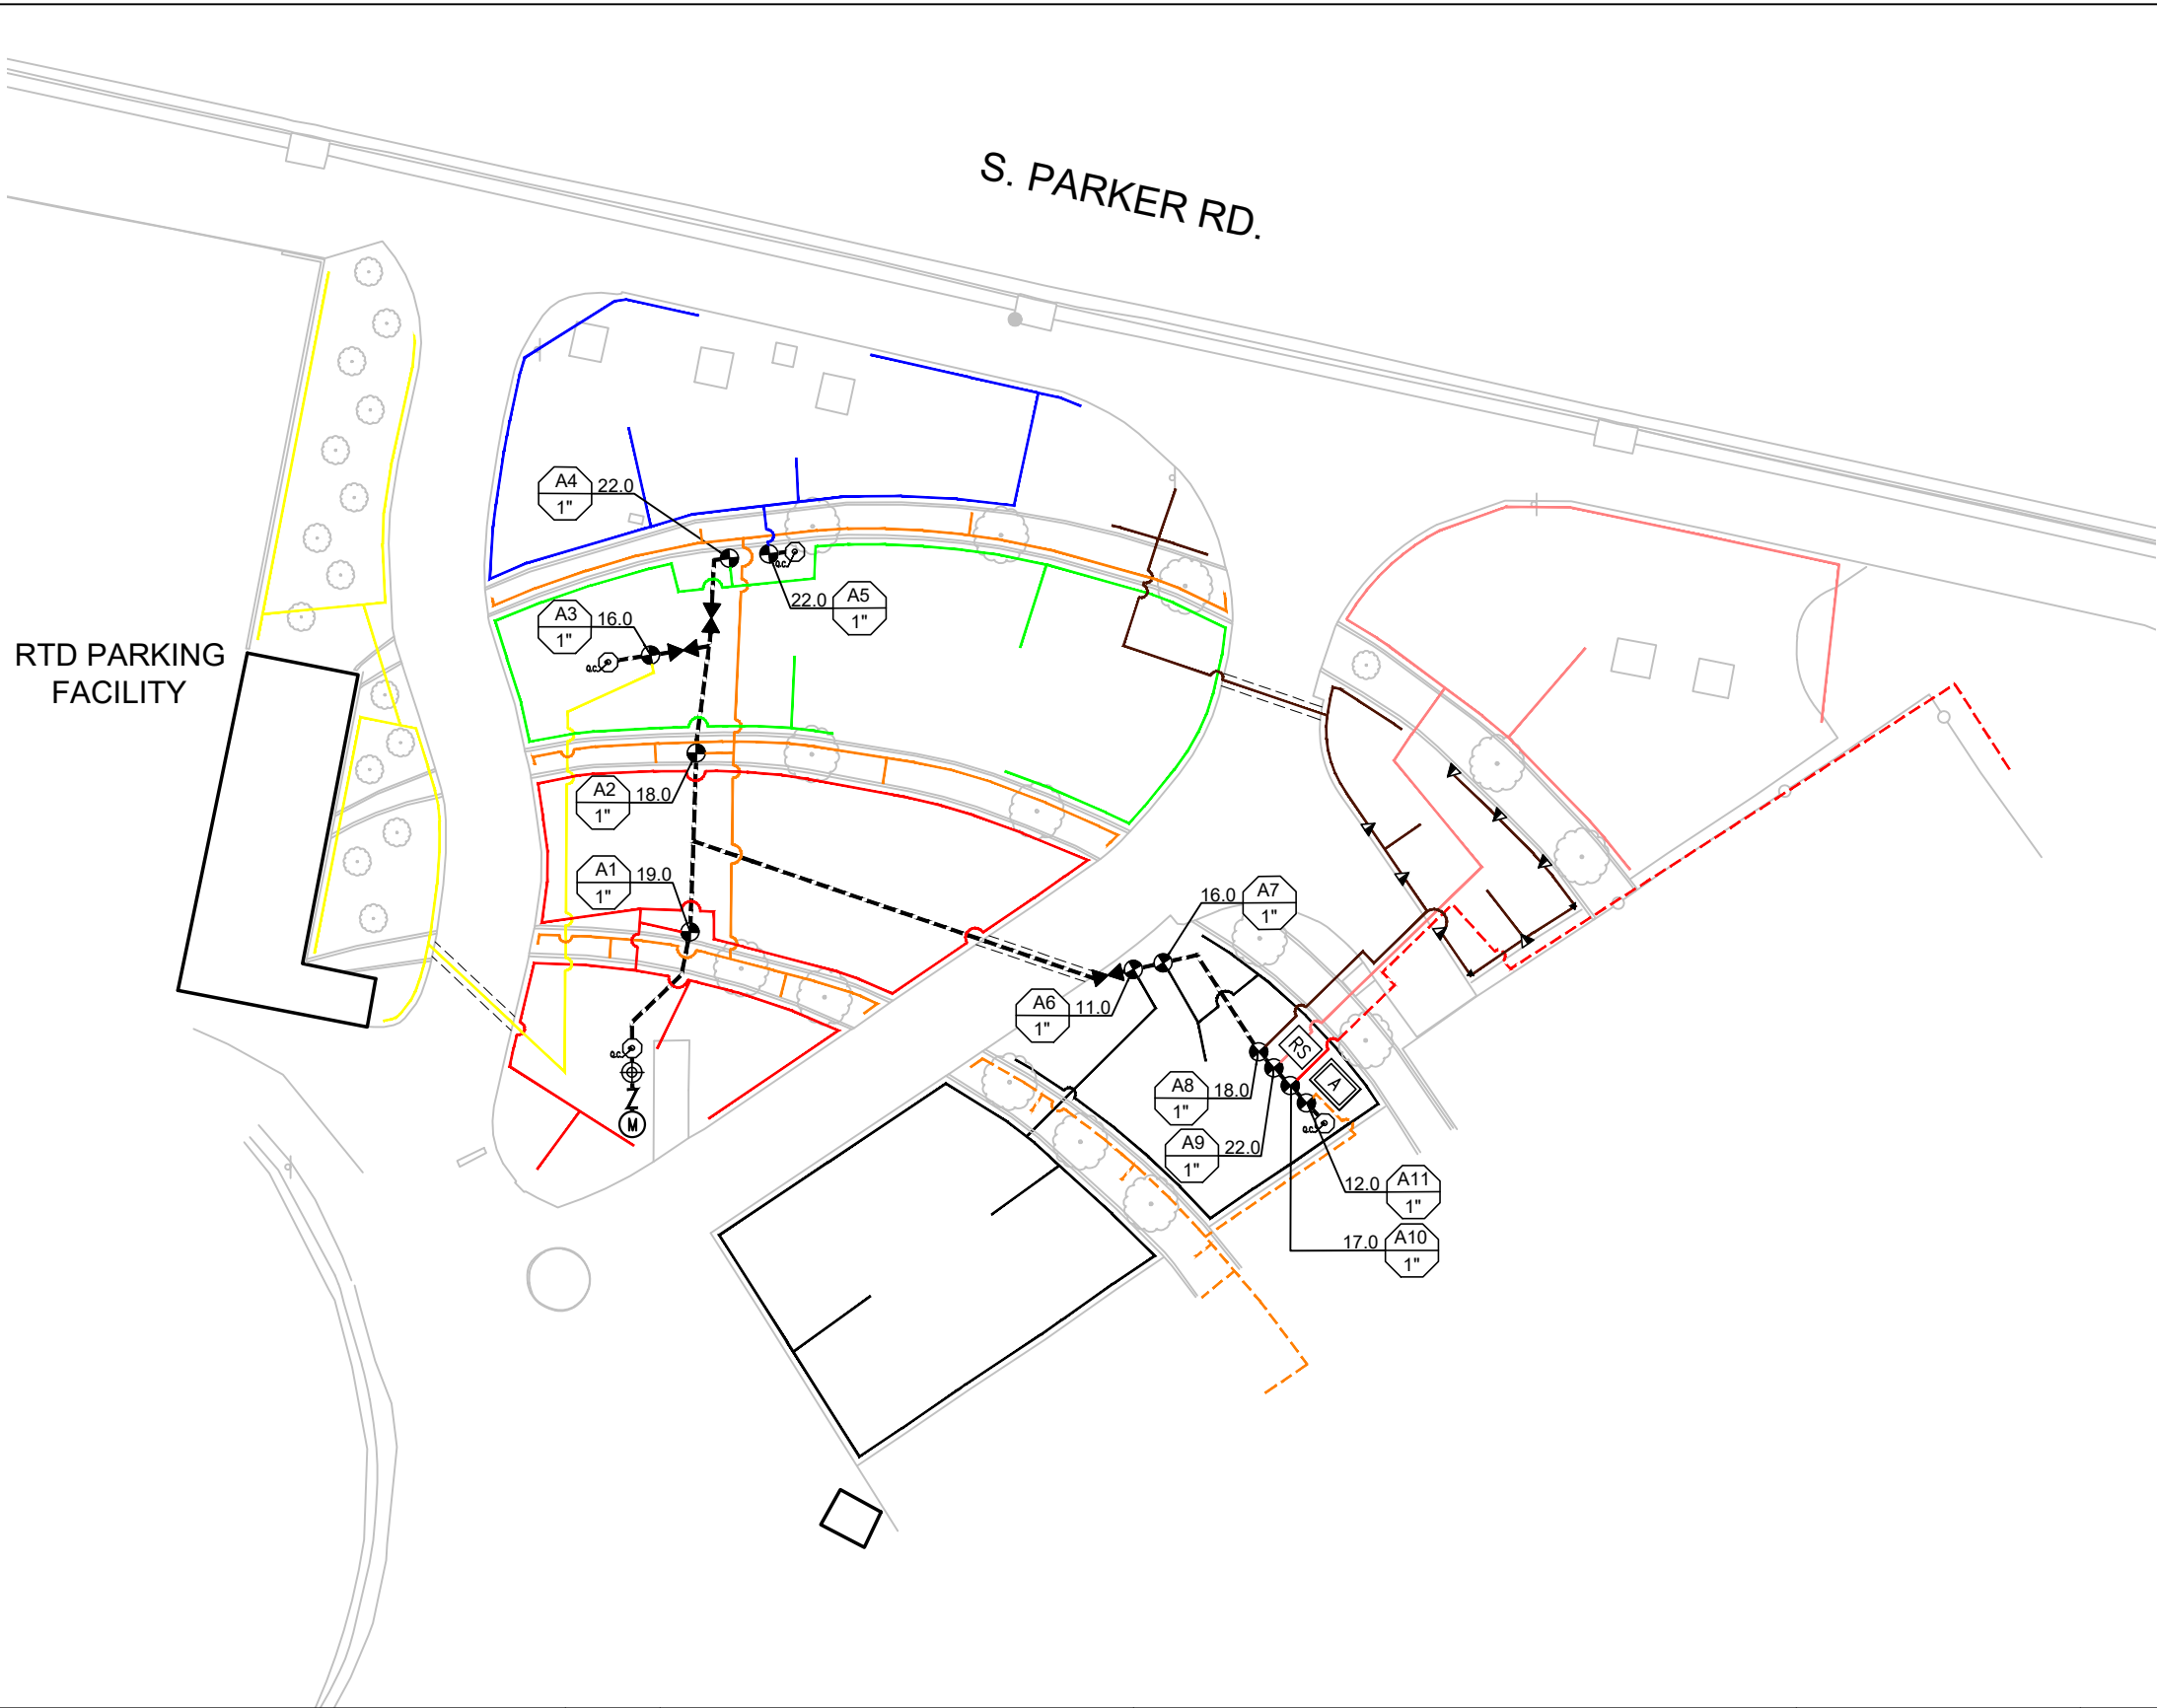 S. PARKER RD.
A4 22.0
1"
A3 16.0
1"
22.0 A5
1"
Q.C.
Q.C.
RTD PARKING
FACILITY
A2 18.0
1"
A1 19.0
1"
16.0 A7
1"
A6 11.0
1"
Q.C.
M
RS
A
A8 18.0
1"
Q.C.
A9 22.0
1"
12.0 A11
1"
17.0 A10
1"